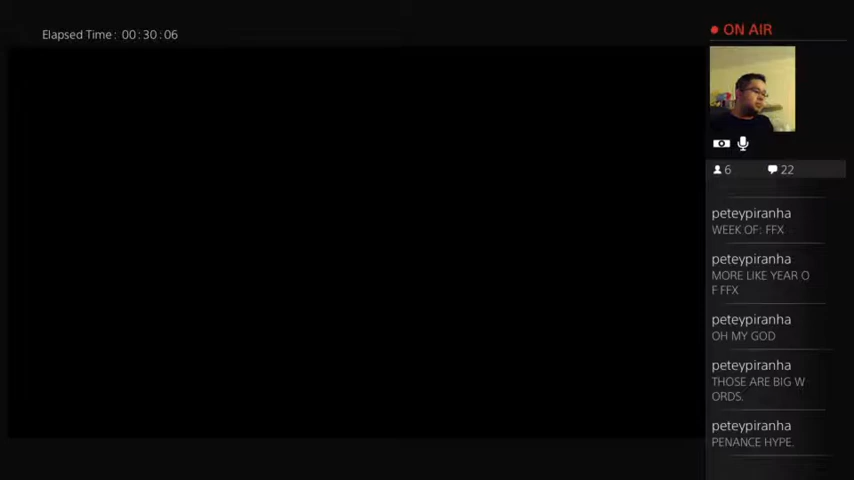 Elapsed Time: 00:30:06
ON AIR
6 22
peteypiranha
WEEK OF: FFX
peteypiranha
MORE LIKE YEAR O
F FFX
peteypiranha
OH MY GOD
peteypiranha
THOSE ARE BIG W
ORDS.
peteypiranha
PENANCE HYPE.